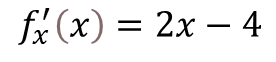 f′ₓ(x) = 2x − 4